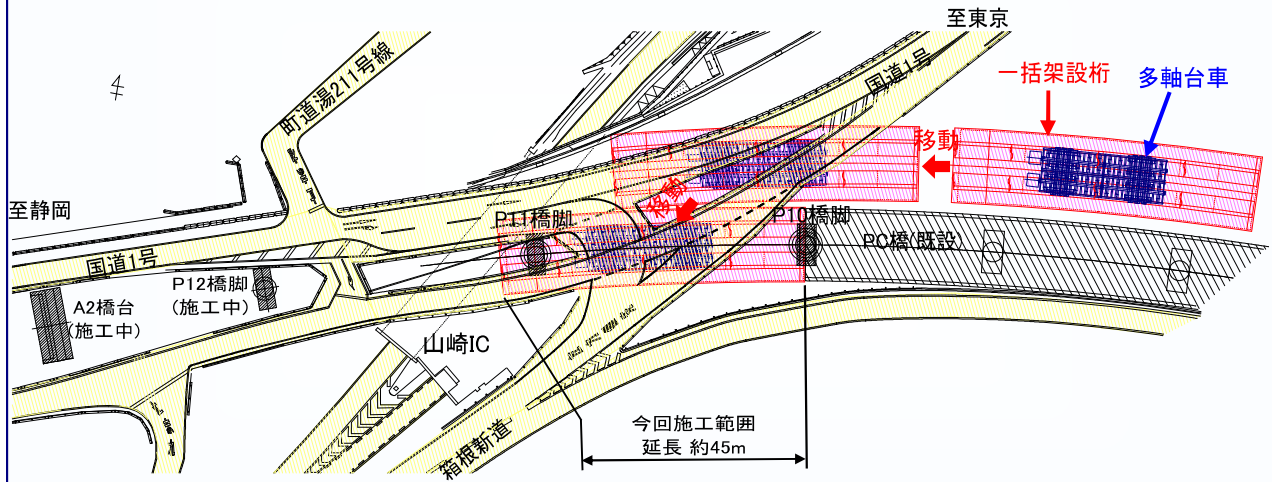 至東京
国道1号
一括架設桁
多軸台車
町道湯211号線
移動
至静岡
移動
P11橋脚
P10橋脚
PC橋(既設)
国道1号
P12橋脚
(施工中)
A2橋台
(施工中)
山崎IC
箱根新道
今回施工範囲
延長 約45m